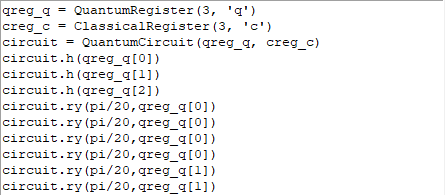 qreg_q = QuantumRegister(3, 'q')
creg_c = ClassicalRegister(3, 'c')
circuit = QuantumCircuit(qreg_q, creg_c)
circuit.h(qreg_q[0])
circuit.h(qreg_q[1])
circuit.h(qreg_q[2])
circuit.ry(pi/20,qreg_q[0])
circuit.ry(pi/20,qreg_q[0])
circuit.ry(pi/20,qreg_q[0])
circuit.ry(pi/20,qreg_q[0])
circuit.ry(pi/20,qreg_q[1])
circuit.ry(pi/20,qreg_q[1])